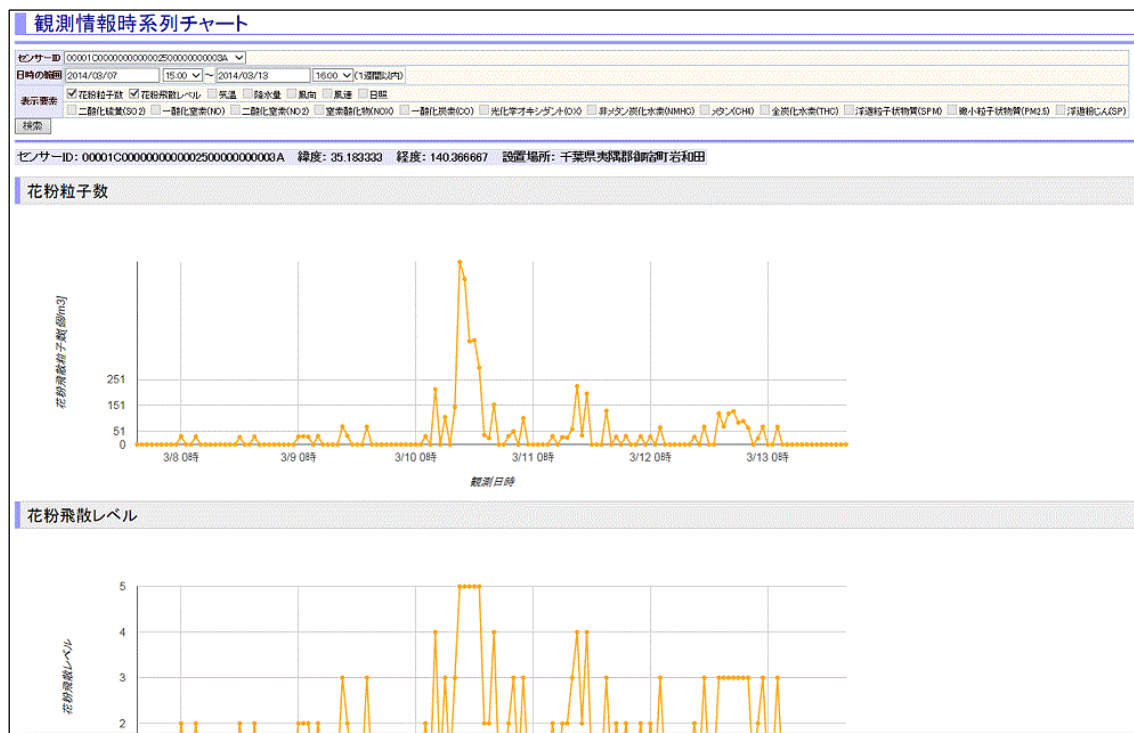 観測情報時系列チャート
センサーID 00001C00000000000002500000000003A
日時の範囲 2014/03/07 15:00 ～ 2014/03/13 16:00 (1週間以内)
表示要素 花粉粒子数 花粉飛散レベル 気温 降水量 風向 風速 日照
二酸化硫黄(SO2) 一酸化窒素(NO) 二酸化窒素(NO2) 窒素酸化物(NOX) 一酸化炭素(CO) 光化学オキシダント(OX) 非メタン炭化水素(NMHC) メタン(CH4) 全炭化水素(THC) 浮遊粒子状物質(SPM) 微小粒子状物質(PM2.5) 浮遊粉じん(SP)
検索
センサーID: 00001C00000000000002500000000003A 緯度: 35.183333 経度: 140.366667 設置場所: 千葉県夷隅郡御宿町岩和田
花粉粒子数
花粉飛散粒子数[個/m3]
251
151
51
0
3/8 0時 3/9 0時 3/10 0時 3/11 0時 3/12 0時 3/13 0時
観測日時
花粉飛散レベル
花粉飛散レベル
5
4
3
2